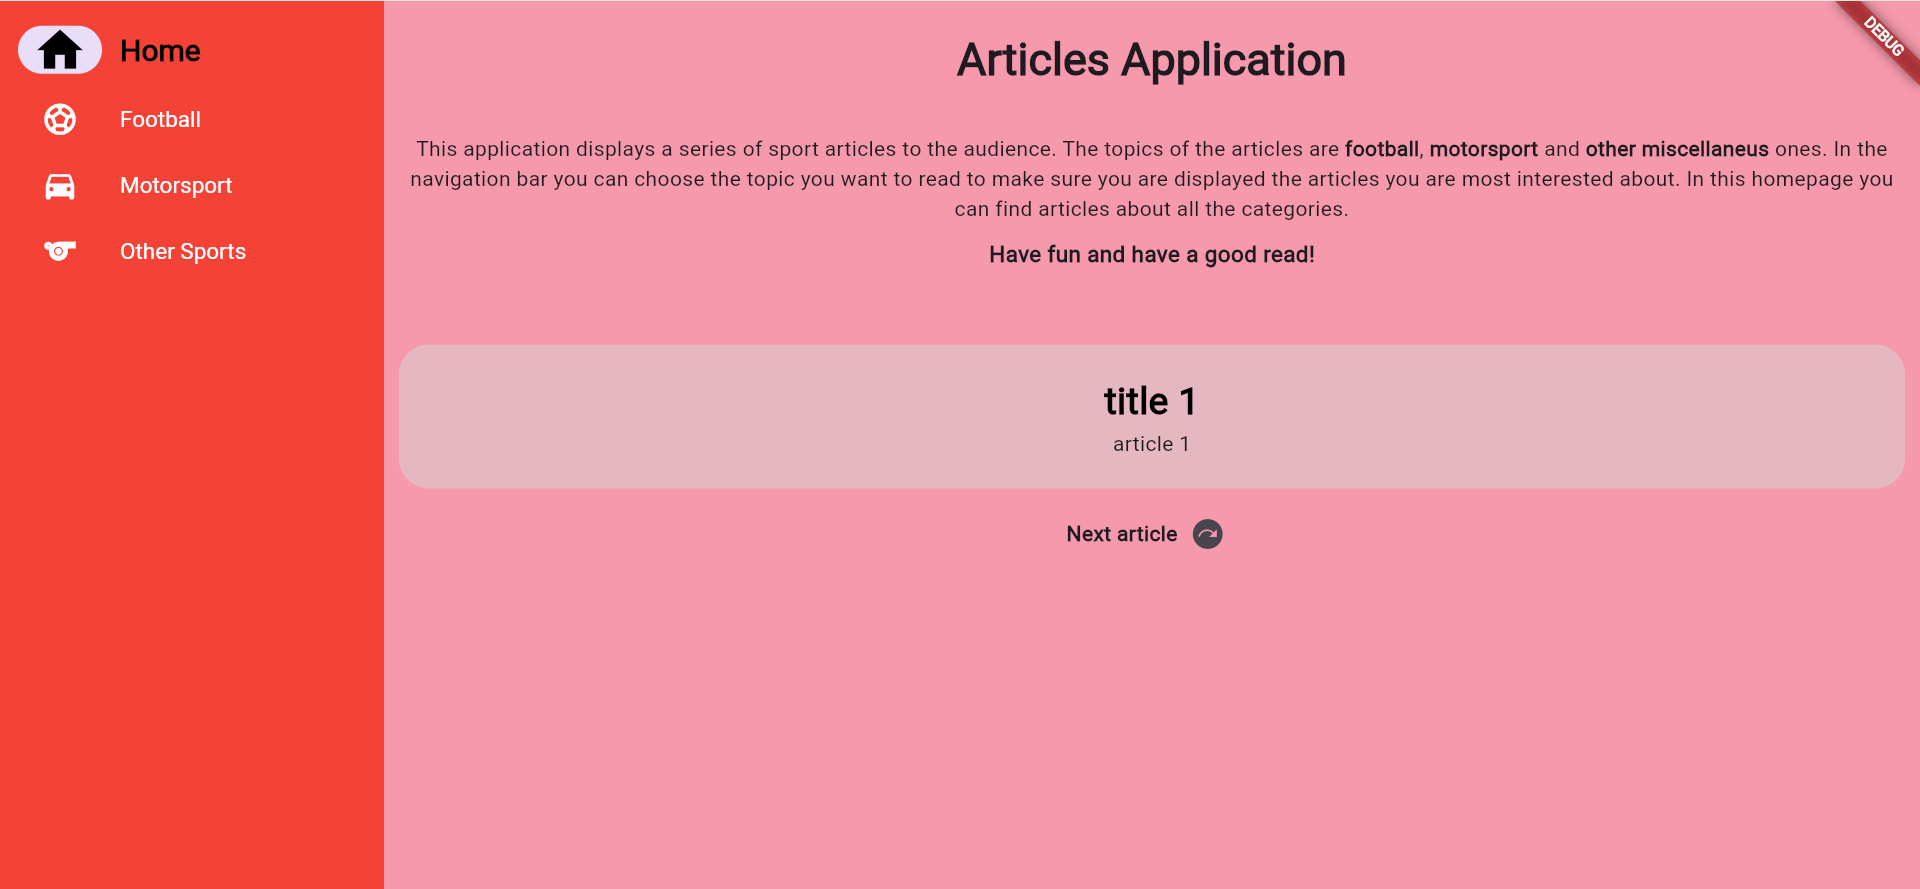 Home
Football
Motorsport
Other Sports
DEBUG
Articles Application
This application displays a series of sport articles to the audience. The topics of the articles are football, motorsport and other miscellaneus ones. In the
navigation bar you can choose the topic you want to read to make sure you are displayed the articles you are most interested about. In this homepage you
can find articles about all the categories.
Have fun and have a good read!
title 1
article 1
Next article